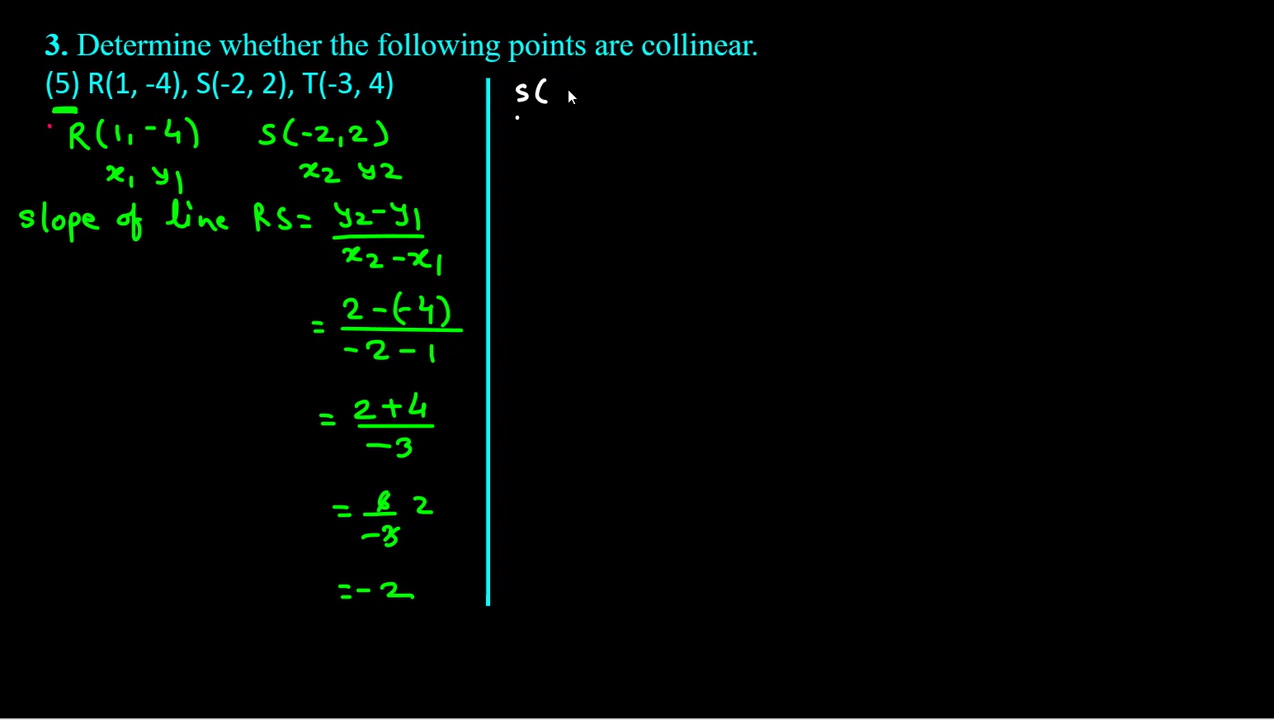 3. Determine whether the following points are collinear.
(5) R(1, -4), S(-2, 2), T(-3, 4)
R(1, -4) S(-2, 2)
x1 y1 x2 y2
slope of line RS = y2 - y1
x2 - x1
= 2 - (-4)
-2 - 1
= 2 + 4
-3
= 6 2
-3
= -2
S(